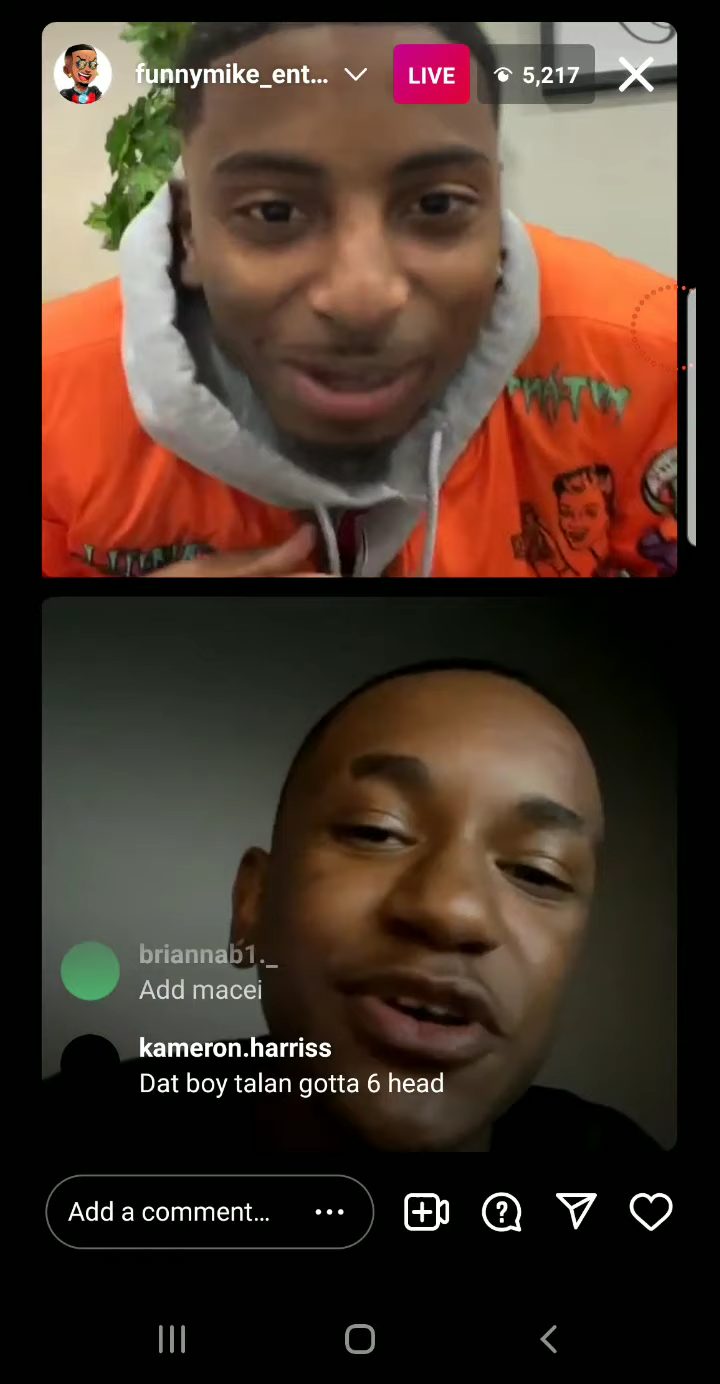 funnymike_ent...
LIVE
5,217
briannab1._
Add macei
kameron.harriss
Dat boy talan gotta 6 head
Add a comment...